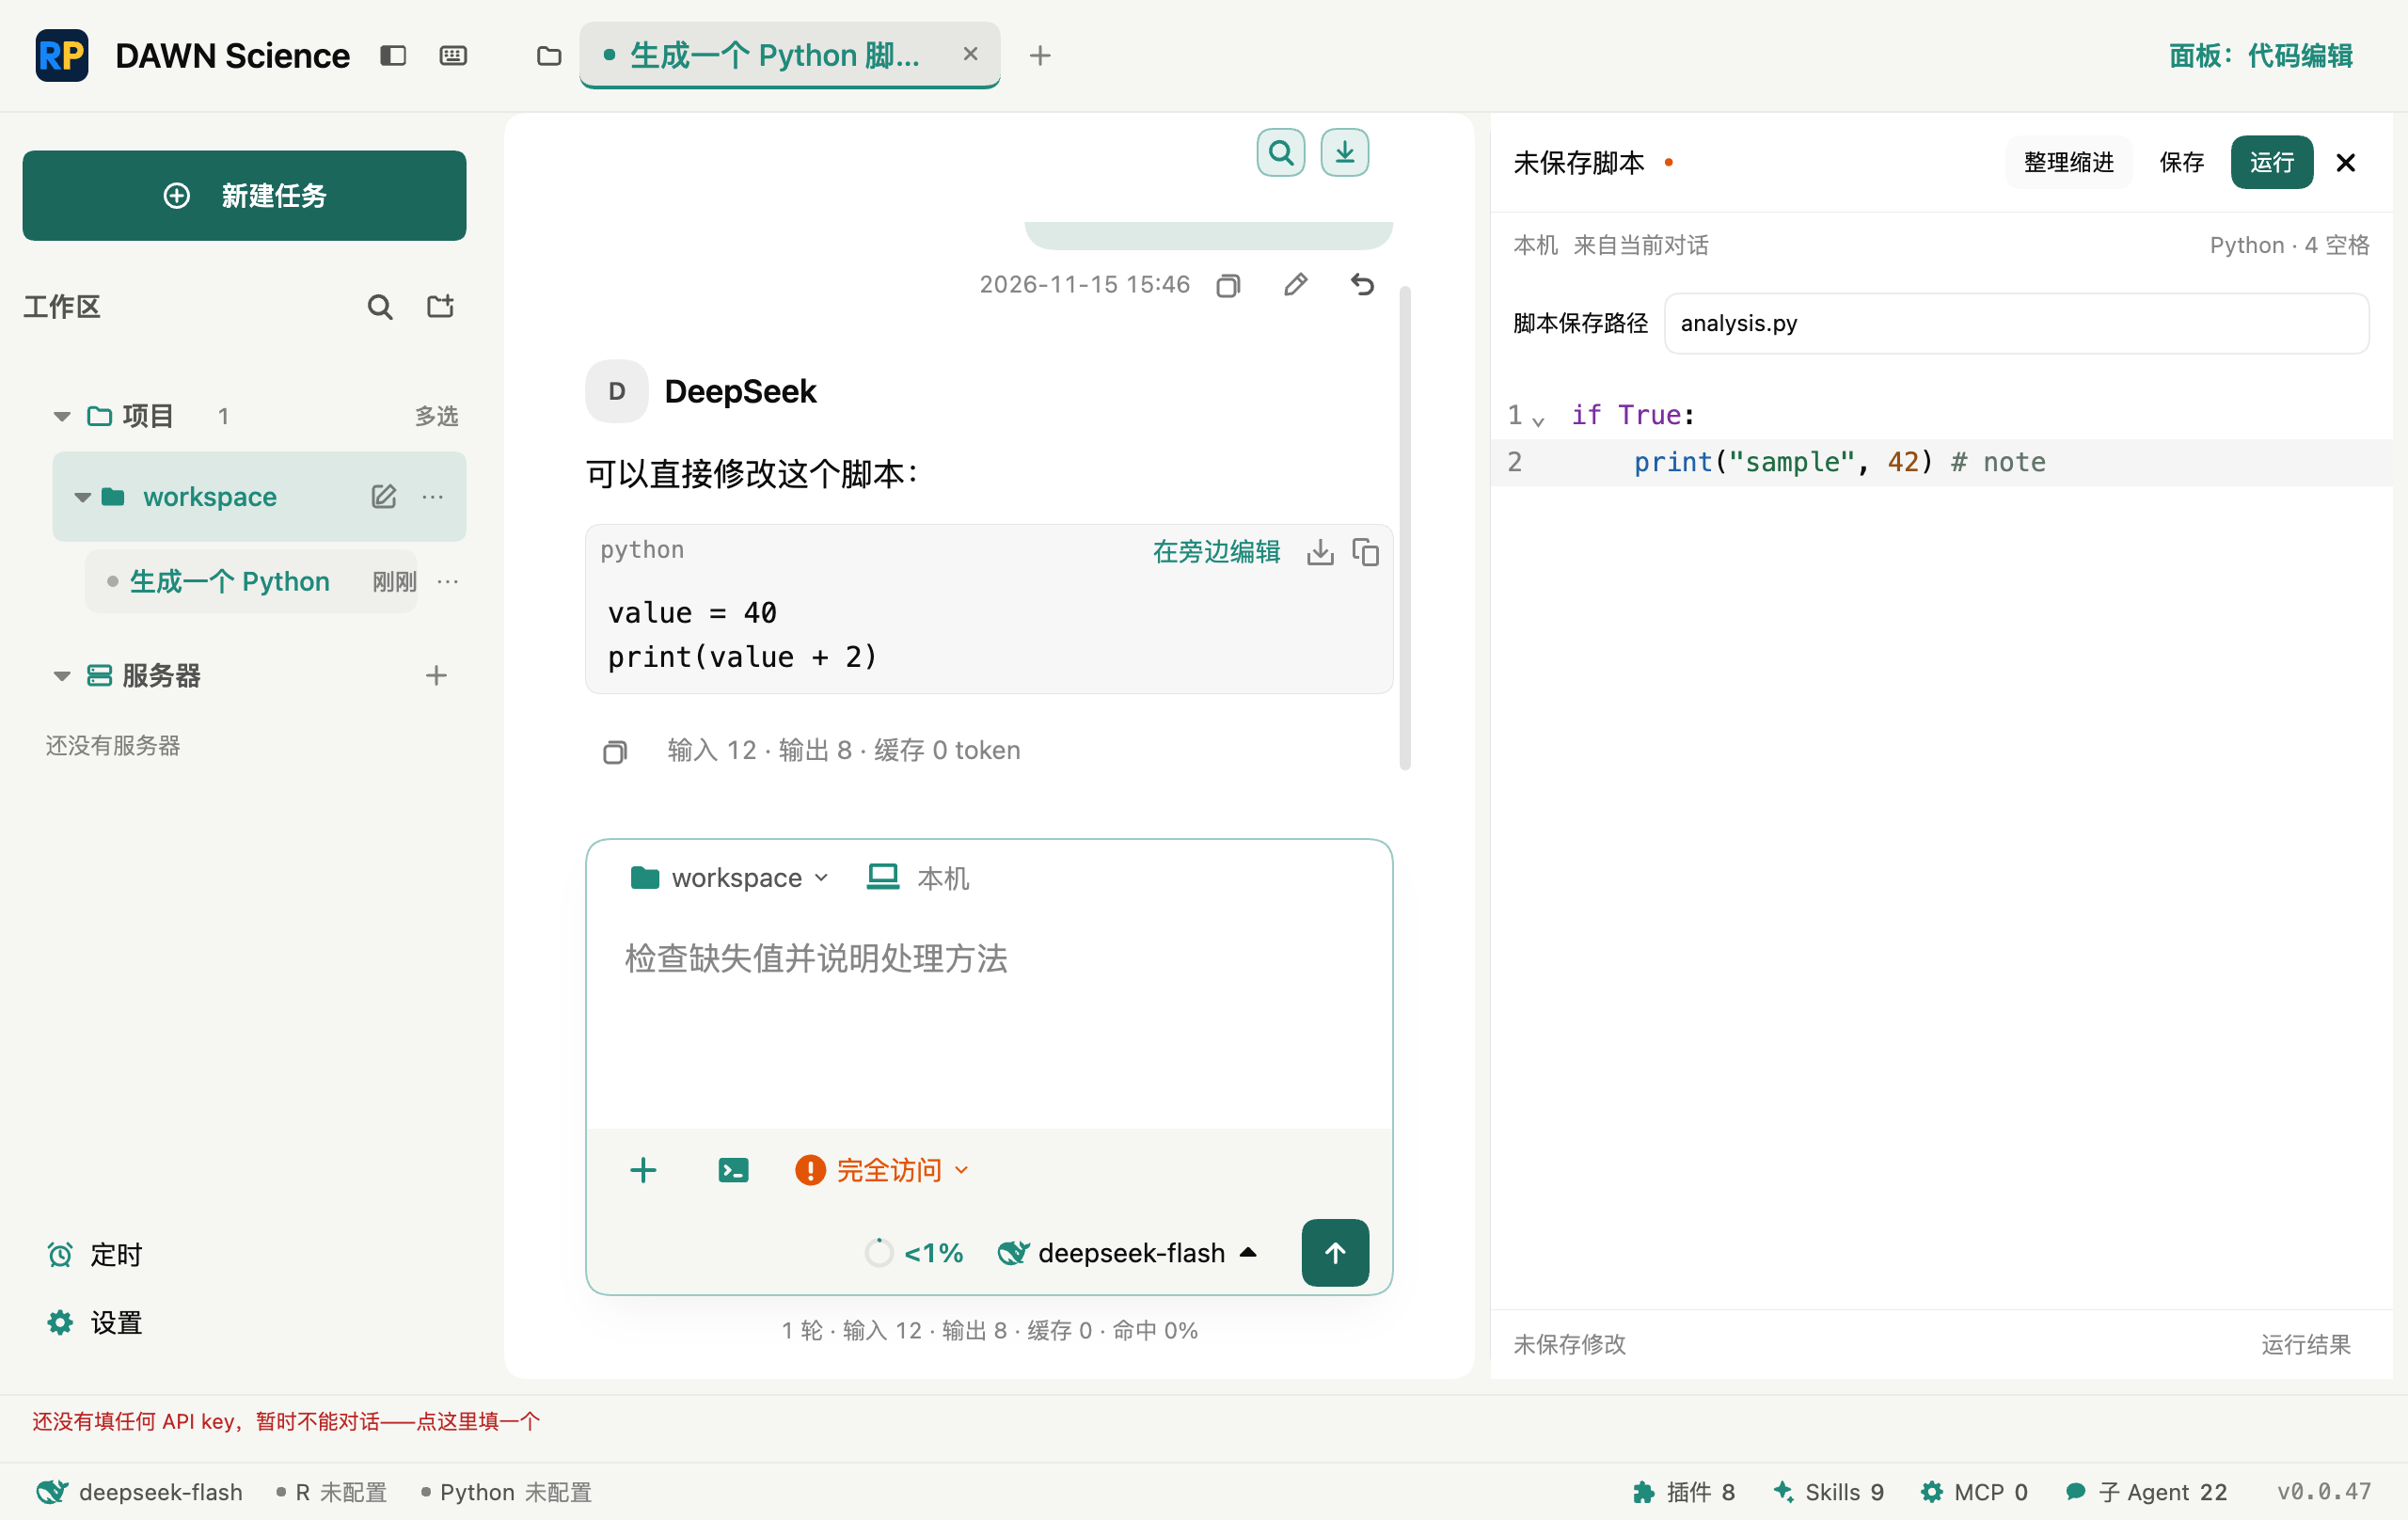 RP DAWN Science
生成一个 Python 脚...
面板：代码编辑
新建任务
工作区
项目 1 多选
workspace
生成一个 Python 刚刚
服务器
还没有服务器
定时
设置
2026-11-15 15:46
D DeepSeek
可以直接修改这个脚本：
python 在旁边编辑
value = 40
print(value + 2)
输入 12 · 输出 8 · 缓存 0 token
workspace 本机
检查缺失值并说明处理方法
完全访问
<1% deepseek-flash
1 轮 · 输入 12 · 输出 8 · 缓存 0 · 命中 0%
未保存脚本 整理缩进 保存 运行
本机 来自当前对话 Python · 4 空格
脚本保存路径 analysis.py
1 if True:
2 print("sample", 42) # note
未保存修改 运行结果
还没有填任何 API key，暂时不能对话——点这里填一个
deepseek-flash R 未配置 Python 未配置 插件 8 Skills 9 MCP 0 子 Agent 22 v0.0.47